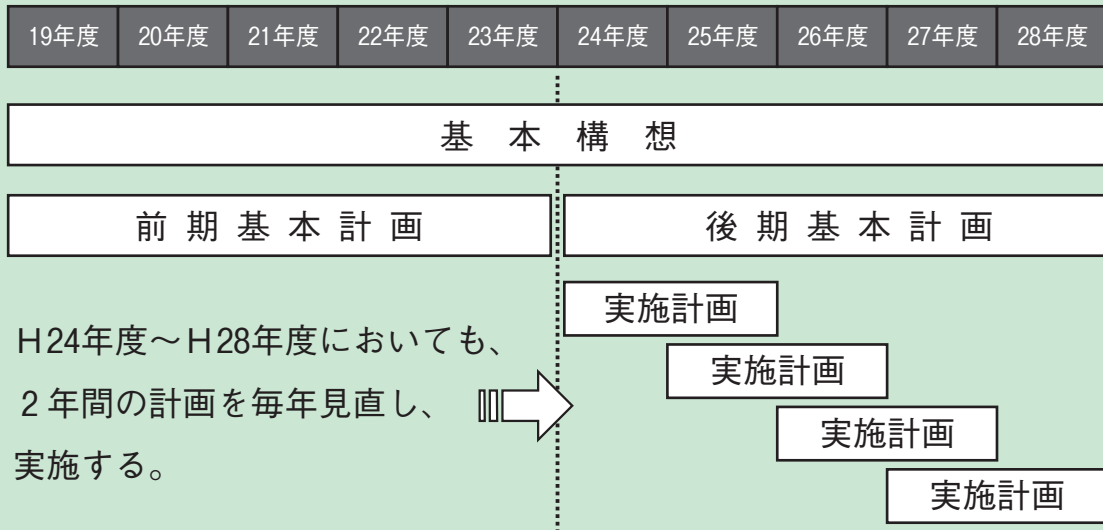 19年度 20年度 21年度 22年度 23年度 24年度 25年度 26年度 27年度 28年度
基本構想
前期基本計画 後期基本計画
実施計画
実施計画
実施計画
実施計画
H24年度～H28年度においても、
２年間の計画を毎年見直し、
実施する。